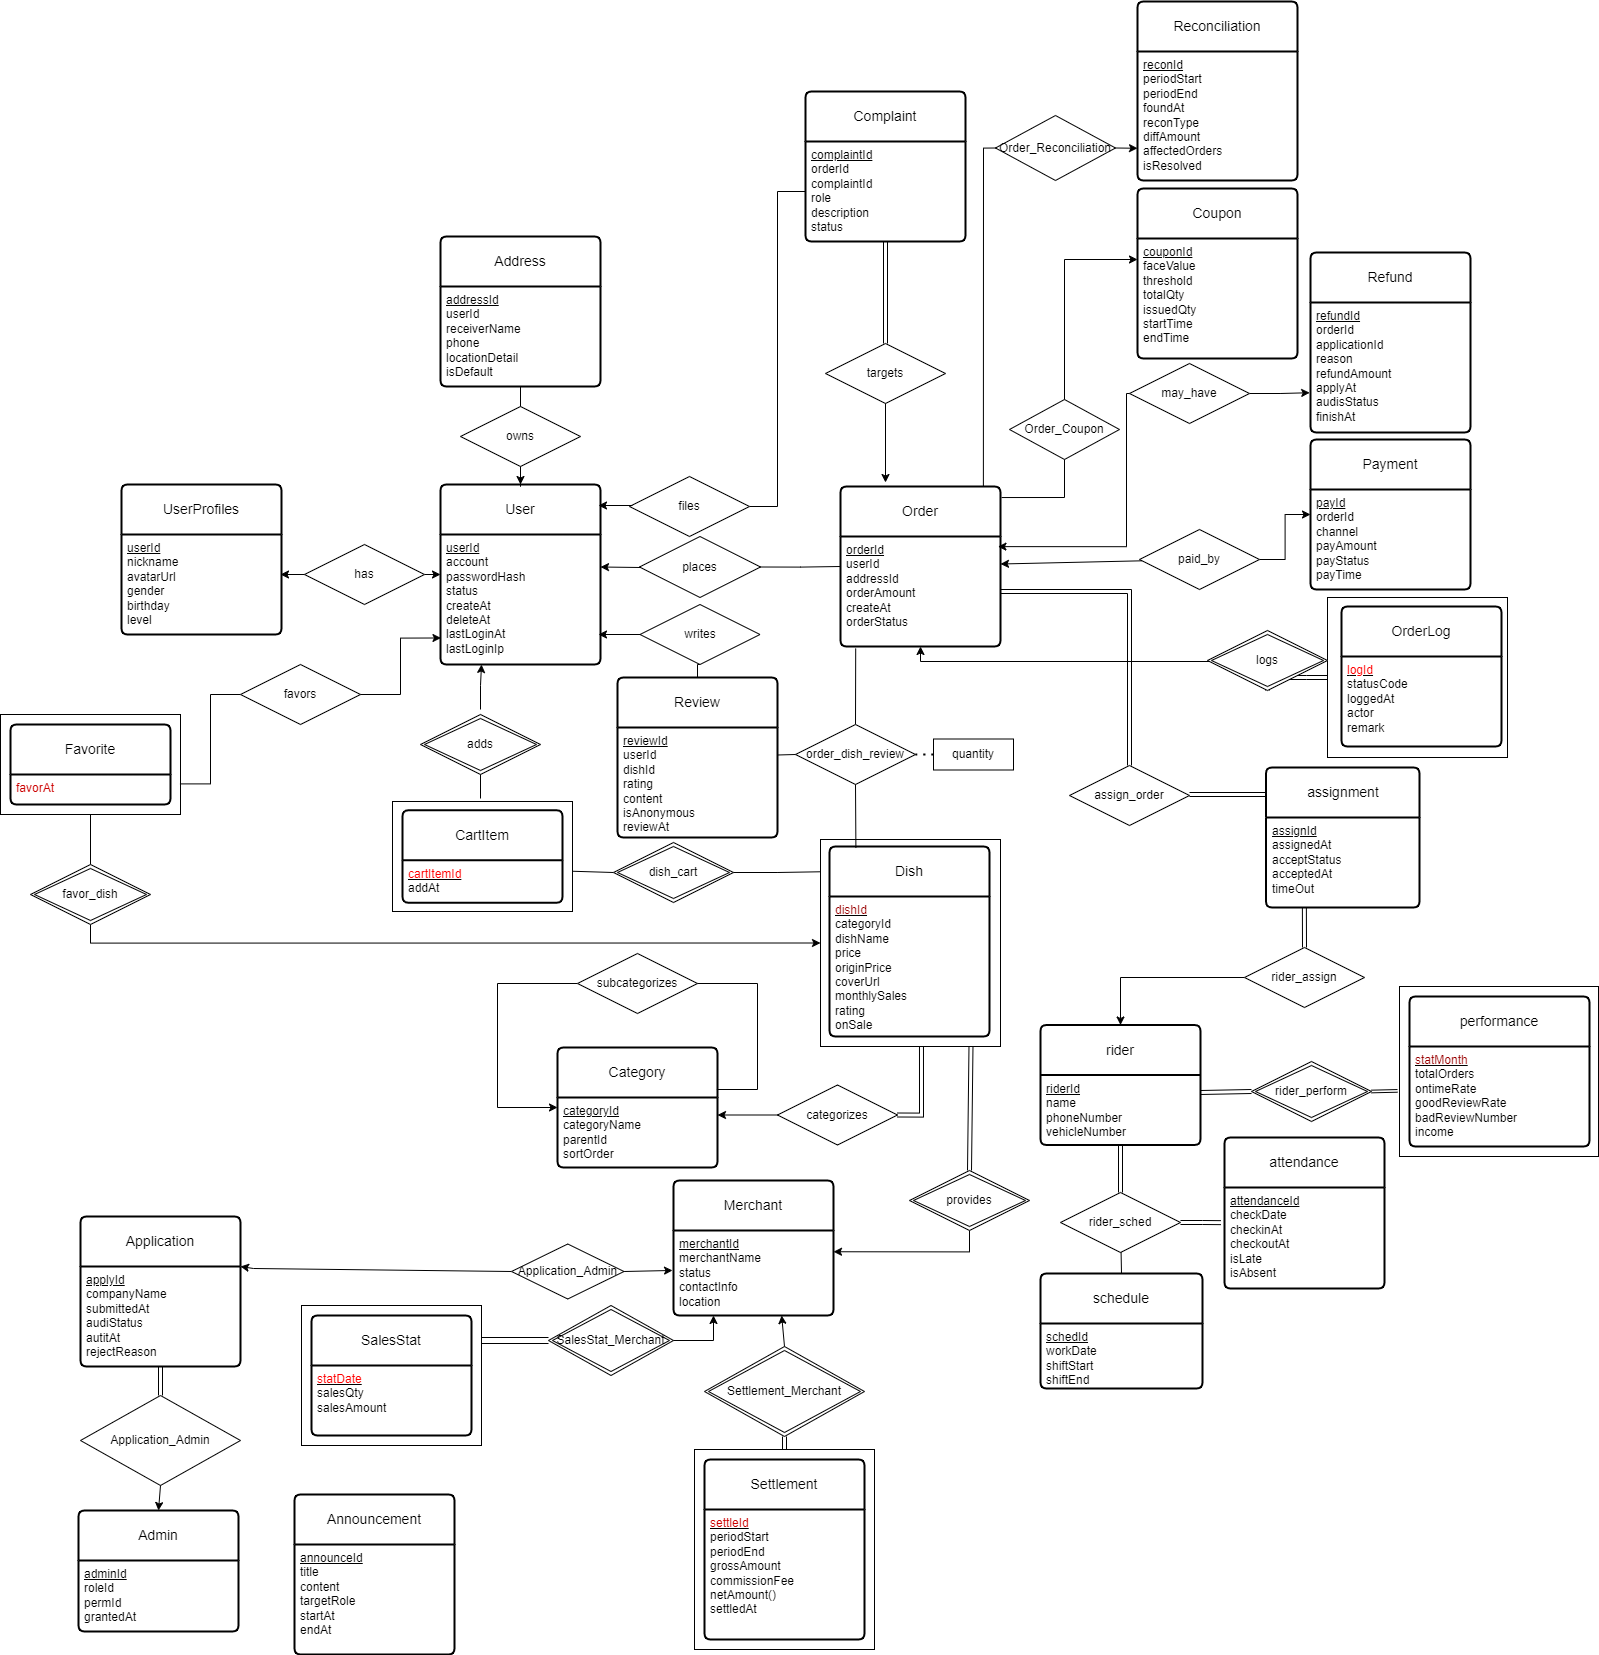 Reconciliation
reconId
periodStart
periodEnd
foundAt
reconType
diffAmount
affectedOrders
isResolved
Complaint
complaintId
orderId
complaintId
role
description
status
Order_Reconciliation
Coupon
couponId
faceValue
threshold
totalQty
issuedQty
startTime
endTime
Address
addressId
userId
receiverName
phone
locationDetail
isDefault
Refund
refundId
orderId
applicationId
reason
refundAmount
applyAt
audisStatus
finishAt
targets
may_have
Order_Coupon
owns
Payment
payId
orderId
channel
payAmount
payStatus
payTime
UserProfiles
userId
nickname
avatarUrl
gender
birthday
level
has
User
userId
account
passwordHash
status
createAt
deleteAt
lastLoginAt
lastLoginIp
files
places
writes
Order
orderId
userId
addressId
orderAmount
createAt
orderStatus
paid_by
OrderLog
logId
statusCode
loggedAt
actor
remark
logs
favors
Favorite
favorAt
adds
Review
reviewId
userId
dishId
rating
content
isAnonymous
reviewAt
order_dish_review
quantity
assign_order
assignment
assignId
assignedAt
acceptStatus
acceptedAt
timeOut
CartItem
cartItemId
addAt
dish_cart
favor_dish
Dish
dishId
categoryId
dishName
price
originPrice
coverUrl
monthlySales
rating
onSale
subcategorizes
rider_assign
Category
categoryId
categoryName
parentId
sortOrder
categorizes
rider
riderId
name
phoneNumber
vehicleNumber
rider_perform
performance
statMonth
totalOrders
ontimeRate
goodReviewRate
badReviewNumber
income
attendance
attendanceId
checkDate
checkinAt
checkoutAt
isLate
isAbsent
rider_sched
provides
Merchant
merchantId
merchantName
status
contactInfo
location
Application
applyId
companyName
submittedAt
audiStatus
autitAt
rejectReason
Application_Admin
schedule
schedId
workDate
shiftStart
shiftEnd
SalesStat
statDate
salesQty
salesAmount
SalesStat_Merchant
Settlement_Merchant
Application_Admin
Settlement
settleId
periodStart
periodEnd
grossAmount
commissionFee
netAmount()
settledAt
Admin
adminId
roleId
permId
grantedAt
Announcement
announceId
title
content
targetRole
startAt
endAt